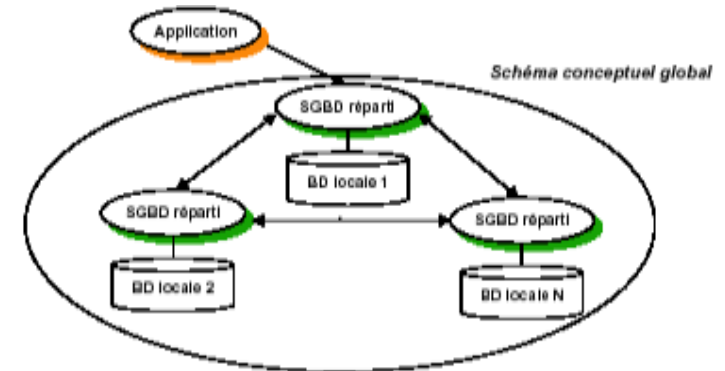 Application
Schéma conceptuel global
SGBD réparti
BD locale 1
SGBD réparti
SGBD réparti
BD locale 2
BD locale N